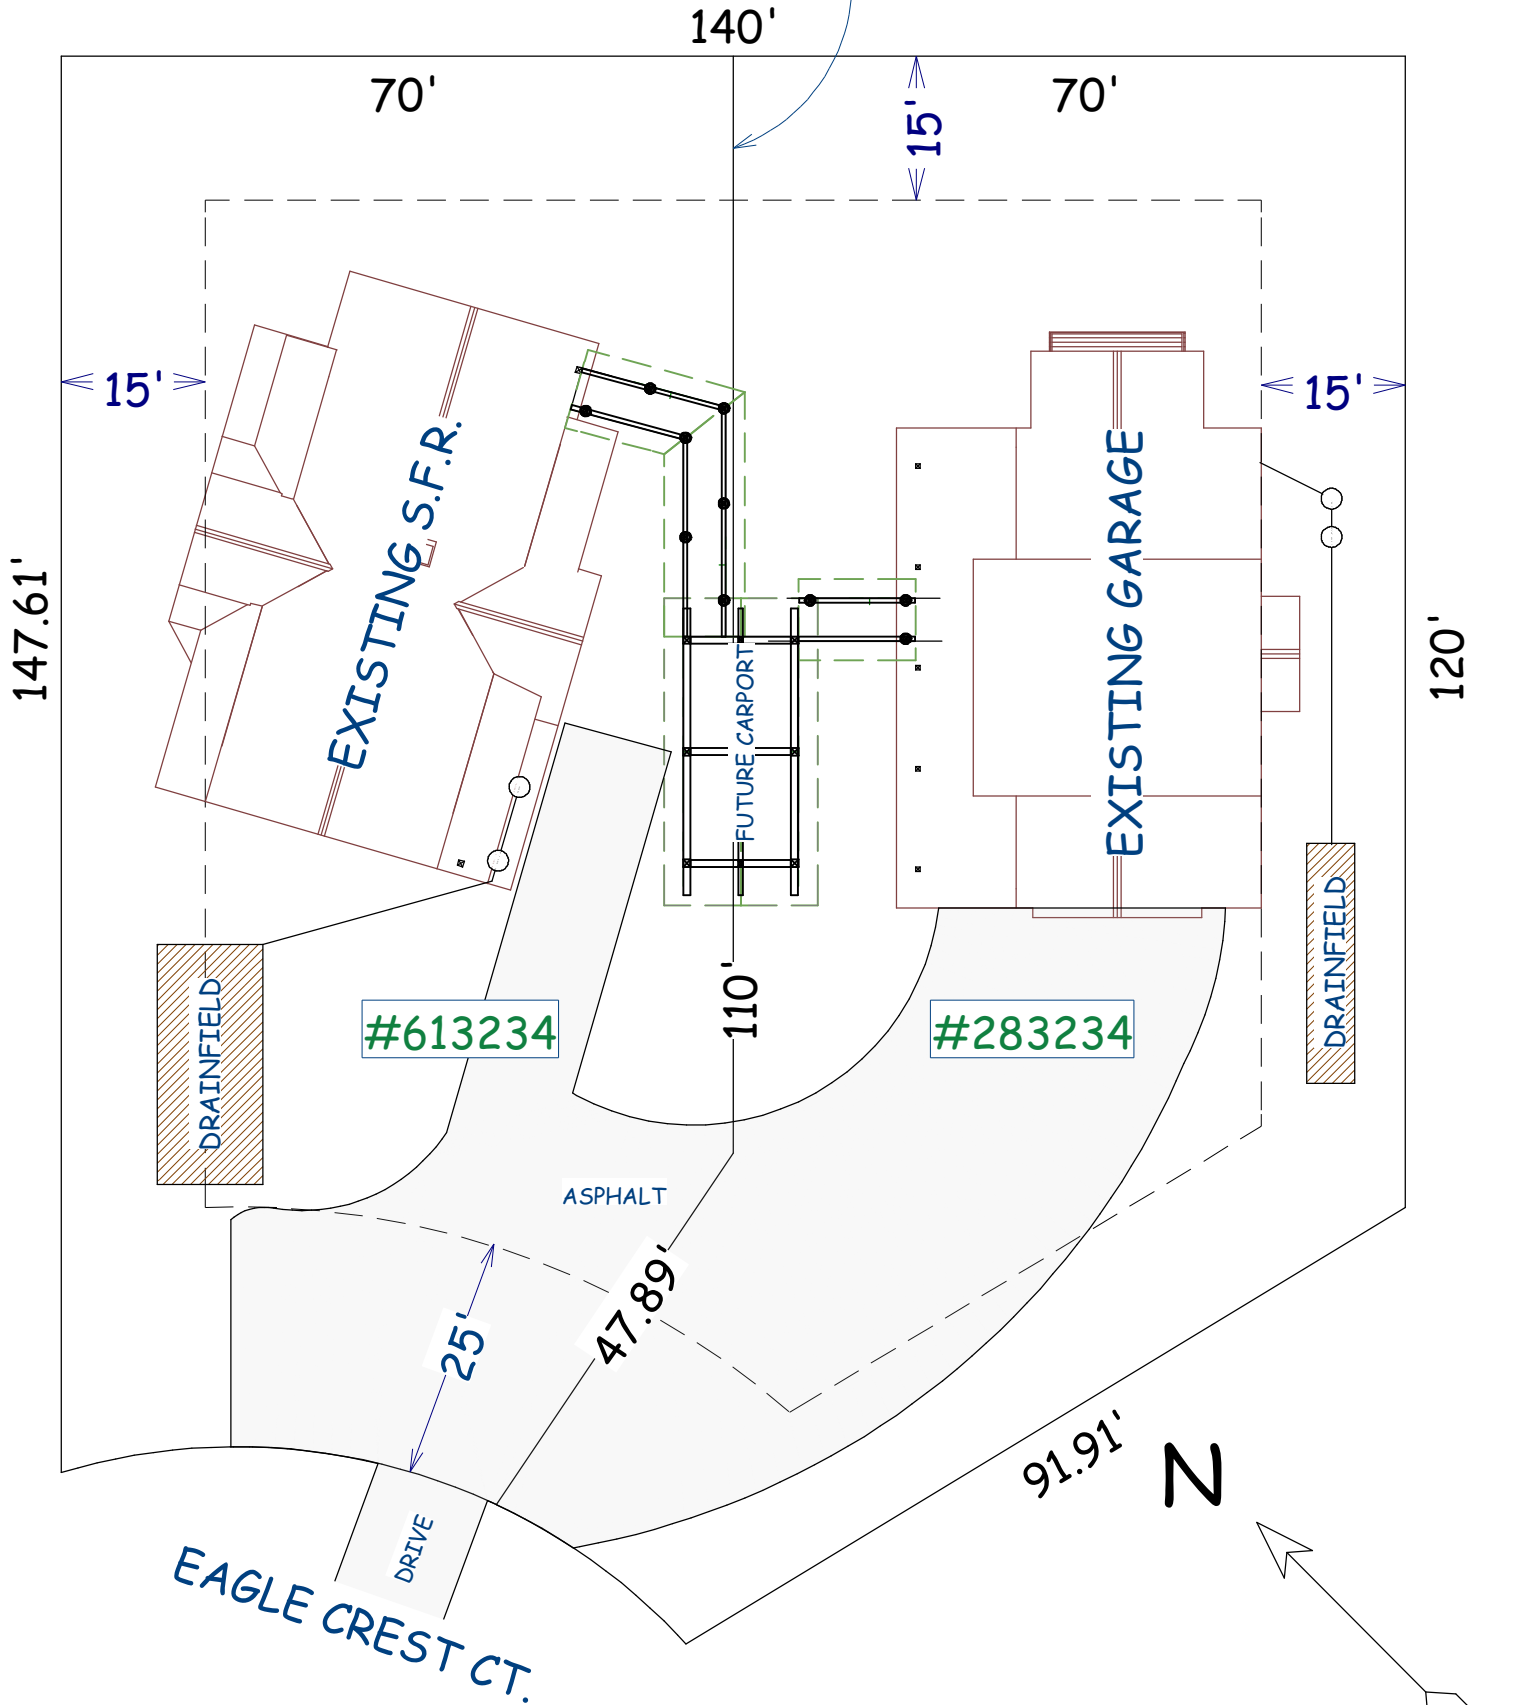 140'
70'
70'
15'
15'
15'
EXISTING S.F.R.
EXISTING GARAGE
147.61'
120'
FUTURE CARPORT
DRAINFIELD
DRAINFIELD
110'
#613234
#283234
ASPHALT
47.89'
25'
91.91'
N
DRIVE
EAGLE CREST CT.